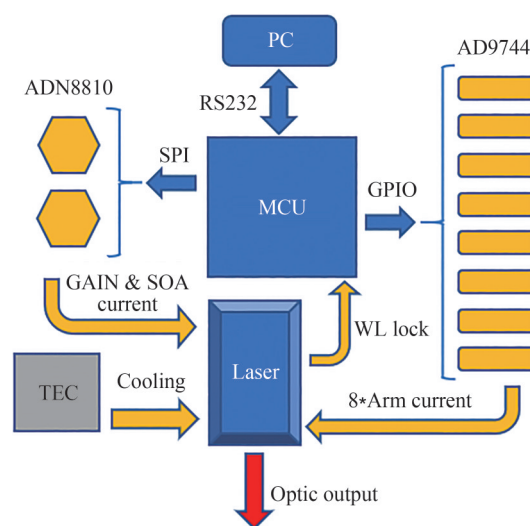 PC
AD9744
ADN8810
RS232
SPI
MCU
GPIO
GAIN & SOA
current
WL lock
Laser
TEC
Cooling
8*Arm current
Optic output